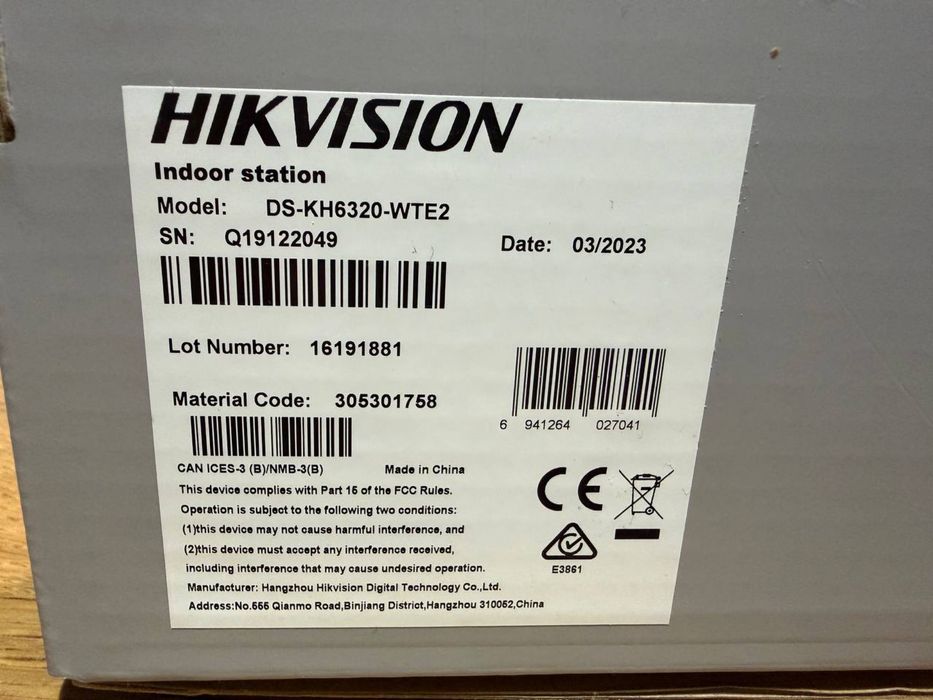 HIKVISION
Indoor station
Model: DS-KH6320-WTE2
SN: Q19122049
Date: 03/2023
Lot Number: 16191881
Material Code: 305301758
6 941264 027041
CAN ICES-3 (B)/NMB-3(B) Made in China
This device complies with Part 15 of the FCC Rules.
Operation is subject to the following two conditions:
(1)this device may not cause harmful interference, and
(2)this device must accept any interference received,
including interference that may cause undesired operation.
Manufacturer: Hangzhou Hikvision Digital Technology Co.,Ltd.
Address:No.555 Qianmo Road,Binjiang District,Hangzhou 310052,China
CE
E3861